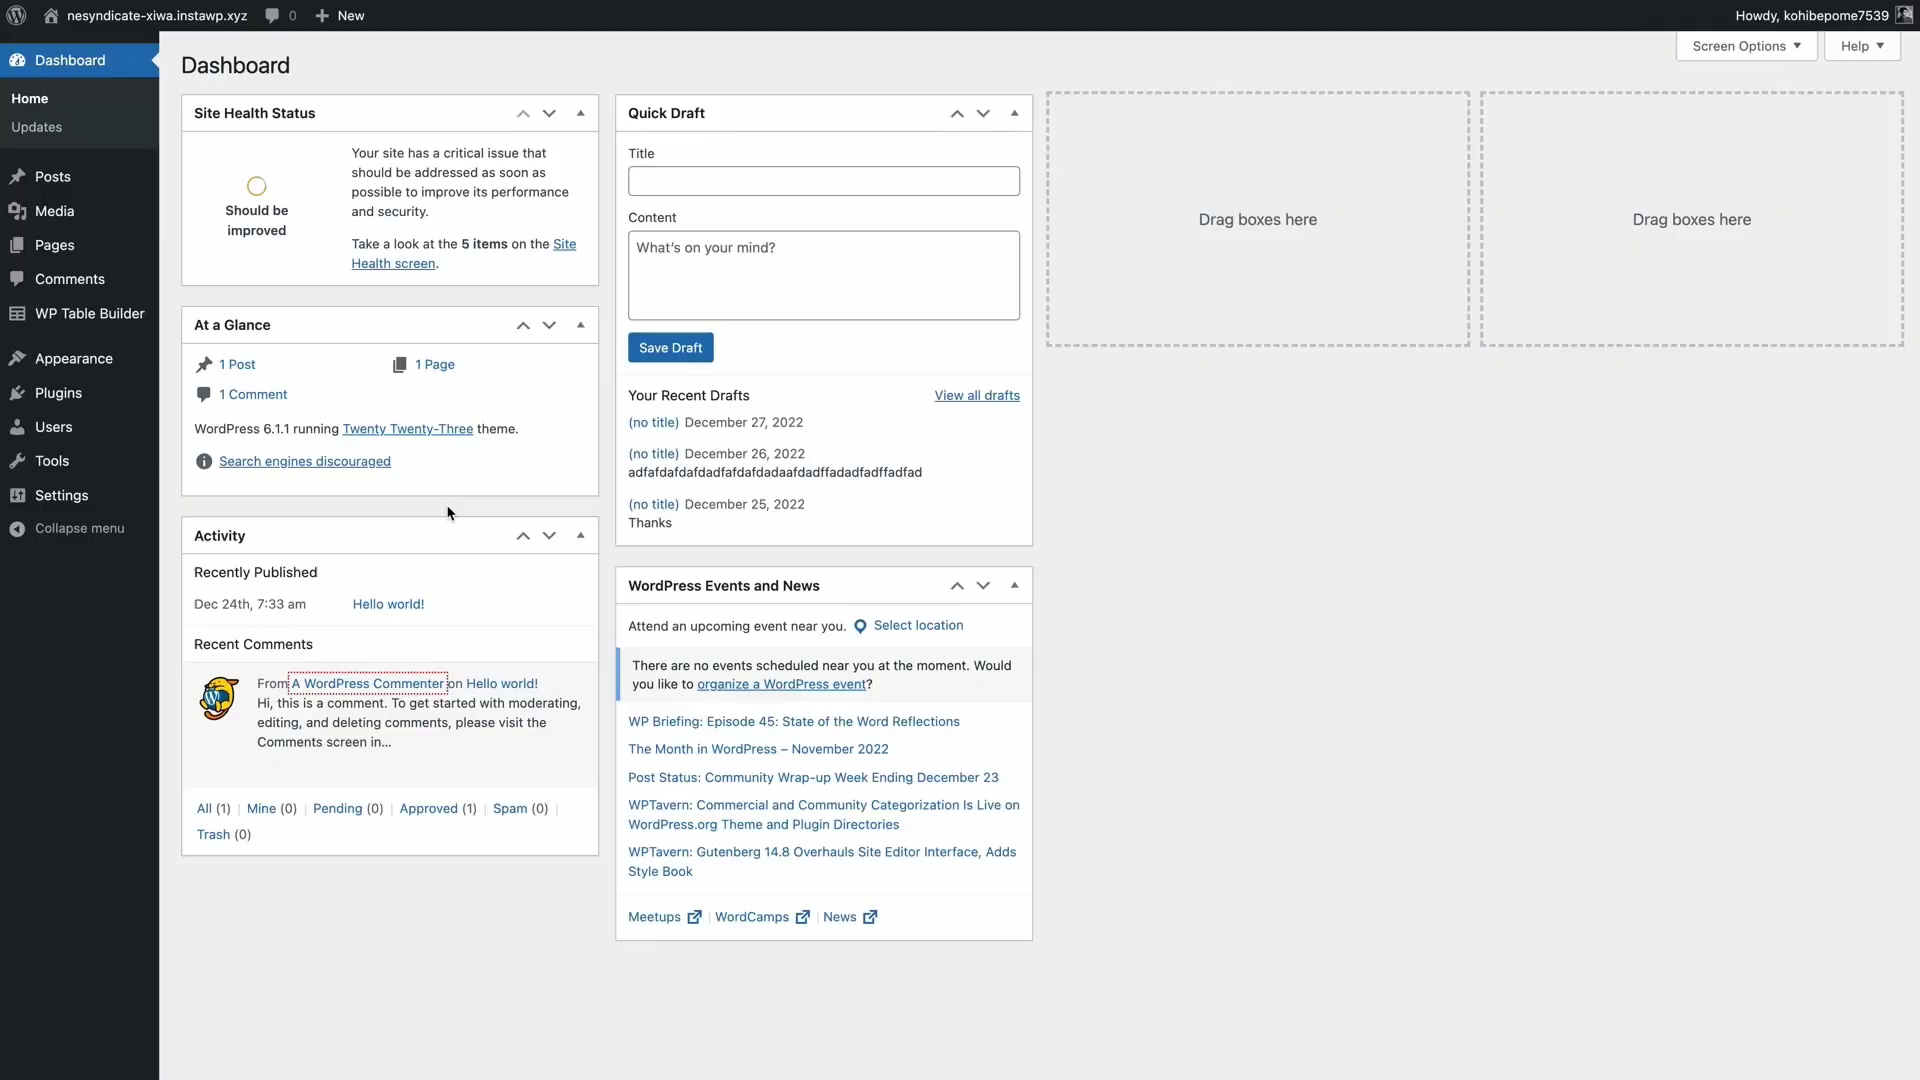 nesyndicate-xiwa.instawp.xyz
0
New
Howdy, kohibepome7539
Dashboard
Home
Updates
Posts
Media
Pages
Comments
WP Table Builder
Appearance
Plugins
Users
Tools
Settings
Collapse menu
Screen Options
Help
Dashboard
Site Health Status
Should be
improved
Your site has a critical issue that
should be addressed as soon as
possible to improve its performance
and security.
Take a look at the 5 items on the Site
Health screen.
At a Glance
1 Post
1 Page
1 Comment
WordPress 6.1.1 running Twenty Twenty-Three theme.
Search engines discouraged
Activity
Recently Published
Dec 24th, 7:33 am
Hello world!
Recent Comments
From A WordPress Commenter on Hello world!
Hi, this is a comment. To get started with moderating,
editing, and deleting comments, please visit the
Comments screen in...
All (1) | Mine (0) | Pending (0) | Approved (1) | Spam (0) |
Trash (0)
Quick Draft
Title
Content
What's on your mind?
Save Draft
Your Recent Drafts
View all drafts
(no title) December 27, 2022
(no title) December 26, 2022
adfafdafdafdadfafdafdadaafdadffadadfadffadfad
(no title) December 25, 2022
Thanks
WordPress Events and News
Attend an upcoming event near you. Select location
There are no events scheduled near you at the moment. Would
you like to organize a WordPress event?
WP Briefing: Episode 45: State of the Word Reflections
The Month in WordPress – November 2022
Post Status: Community Wrap-up Week Ending December 23
WPTavern: Commercial and Community Categorization Is Live on
WordPress.org Theme and Plugin Directories
WPTavern: Gutenberg 14.8 Overhauls Site Editor Interface, Adds
Style Book
Meetups | WordCamps | News
Drag boxes here
Drag boxes here